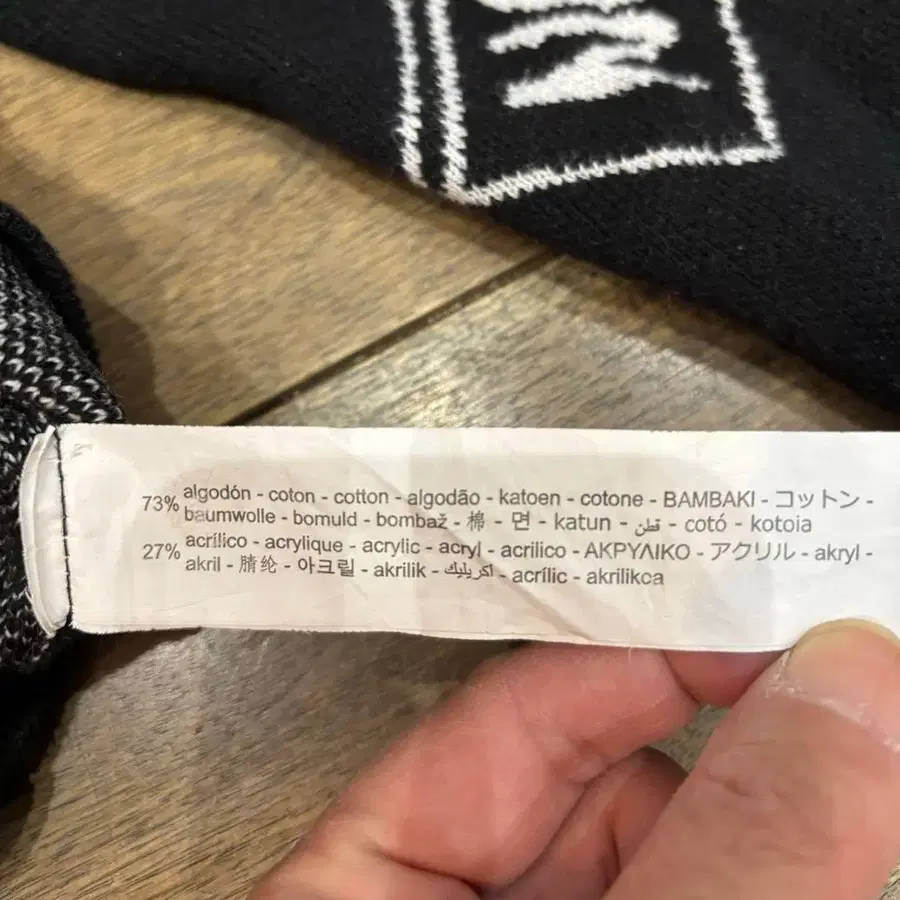 73% algodón - coton - cotton - algodão - katoen - cotone - BAMBAKI - コットン -
baumwolle - bomuld - bombaž - 棉 - 면 - katun - قطن - cotó - kotoia
27% acrílico - acrylique - acrylic - acryl - acrilico - ΑΚΡΥΛΙΚΟ - アクリル - akryl -
akril - 腈纶 - 아크릴 - akrilik - اكريليك - acrílic - akrilikoa